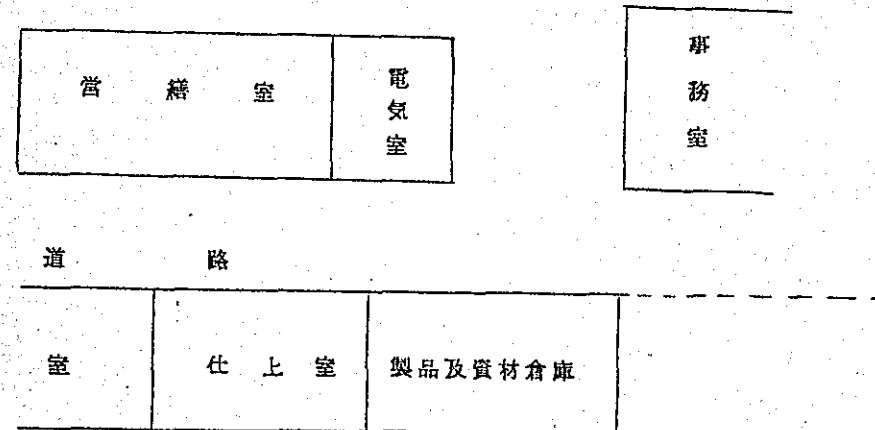 営繕室
電気室
事務室
道路
室
仕上室
製品及資材倉庫